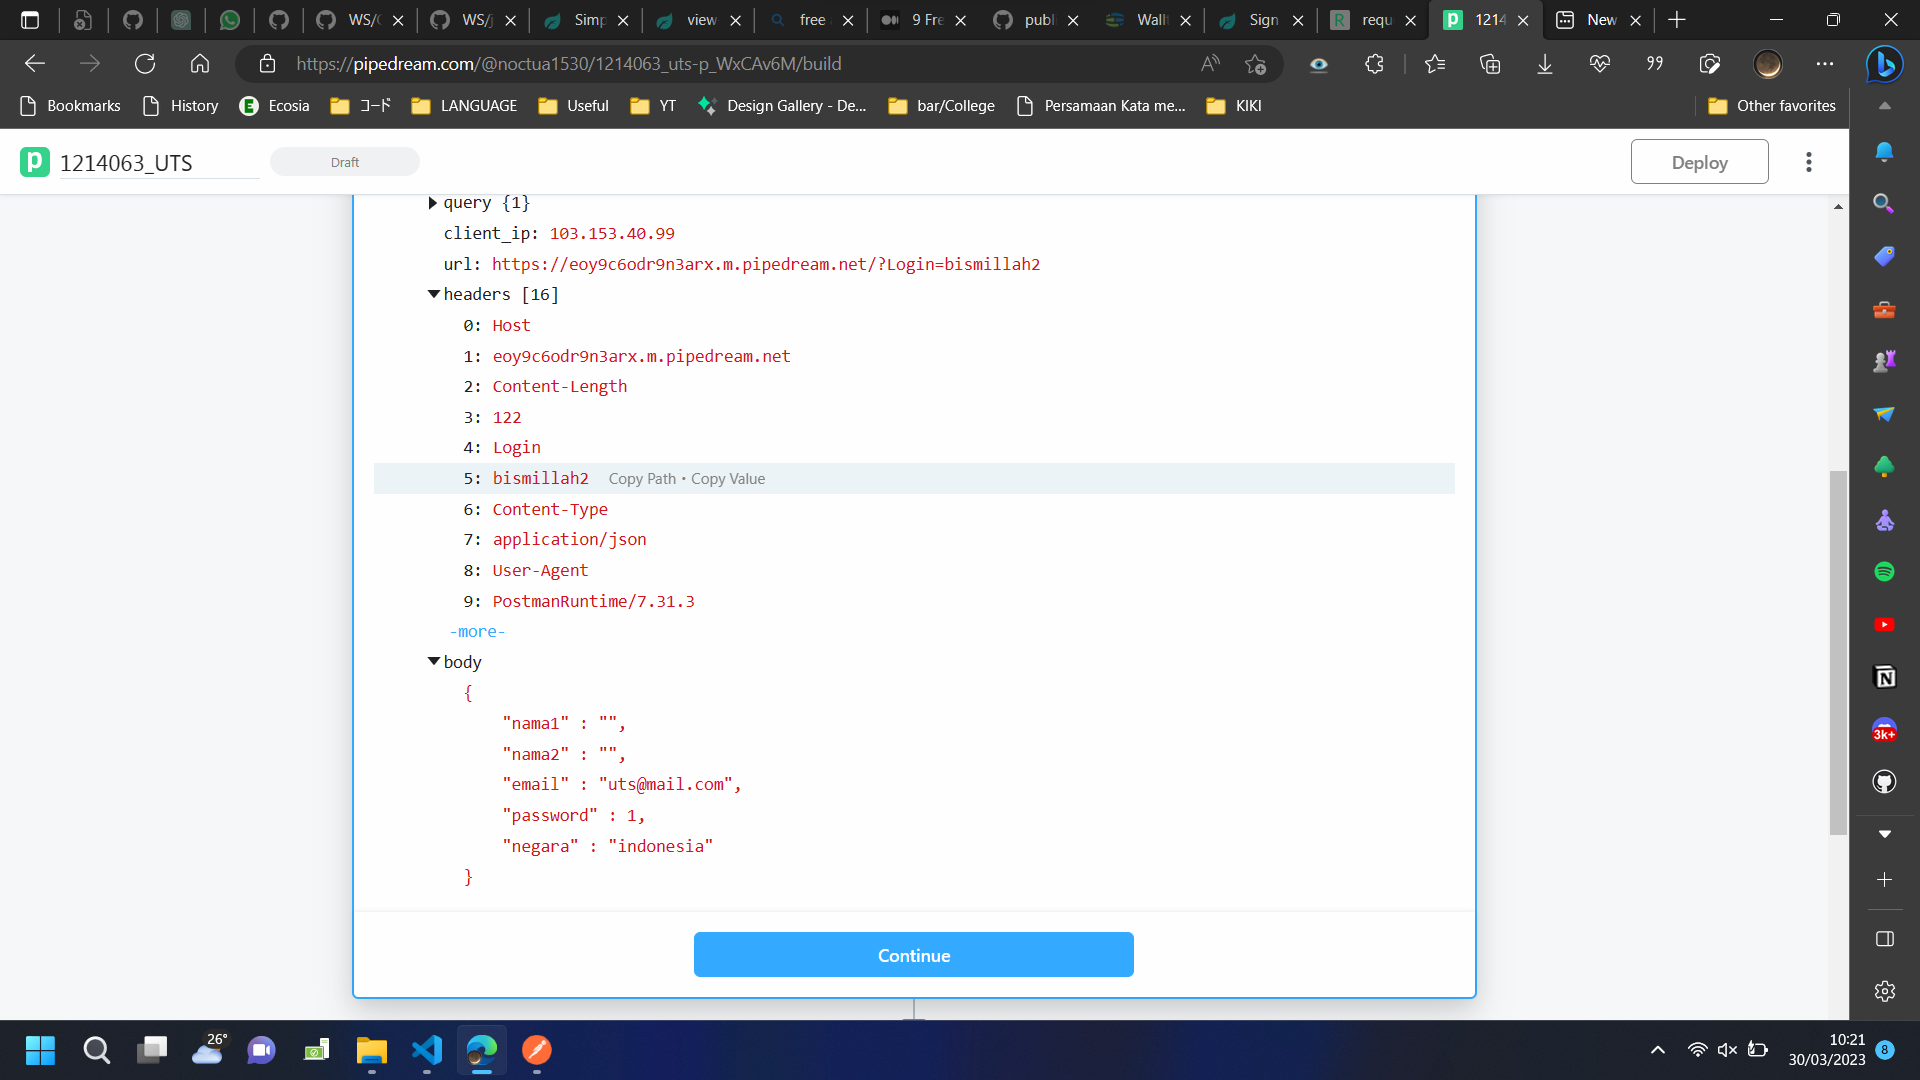 WS/
WS/j
Simp
view
free
9 Fre
publ
Wallt
Sign
requ
1214
New
https://pipedream.com/@noctua1530/1214063_uts-p_WxCAv6M/build
Bookmarks
History
Ecosia
コード
LANGUAGE
Useful
YT
Design Gallery - De...
bar/College
Persamaan Kata me...
KIKI
Other favorites
1214063_UTS
Draft
Deploy
query {1}
client_ip: 103.153.40.99
url: https://eoy9c6odr9n3arx.m.pipedream.net/?Login=bismillah2
headers [16]
0: Host
1: eoy9c6odr9n3arx.m.pipedream.net
2: Content-Length
3: 122
4: Login
5: bismillah2 Copy Path • Copy Value
6: Content-Type
7: application/json
8: User-Agent
9: PostmanRuntime/7.31.3
-more-
body
{
"nama1" : "",
"nama2" : "",
"email" : "uts@mail.com",
"password" : 1,
"negara" : "indonesia"
}
Continue
3k+
26°
10:21
30/03/2023
8